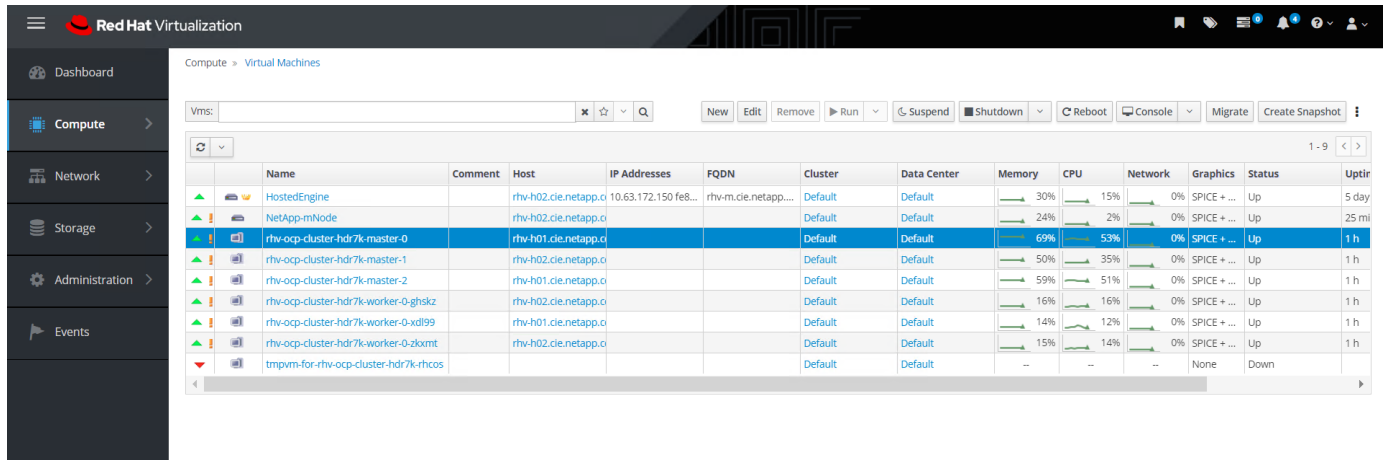 Red Hat Virtualization
0
4
Dashboard
Compute
Network
Storage
Administration
Events
Compute » Virtual Machines
Vms:
New Edit Remove Run Suspend Shutdown Reboot Console Migrate Create Snapshot
1 - 9
Name Comment Host IP Addresses FQDN Cluster Data Center Memory CPU Network Graphics Status Uptir
HostedEngine rhv-h02.cie.netapp.c 10.63.172.150 fe8... rhv-m.cie.netapp.... Default Default 30% 15% 0% SPICE + ... Up 5 day
NetApp-mNode rhv-h02.cie.netapp.c Default Default 24% 2% 0% SPICE + ... Up 25 mi
rhv-ocp-cluster-hdr7k-master-0 rhv-h01.cie.netapp.c Default Default 69% 53% 0% SPICE + ... Up 1 h
rhv-ocp-cluster-hdr7k-master-1 rhv-h02.cie.netapp.c Default Default 50% 35% 0% SPICE + ... Up 1 h
rhv-ocp-cluster-hdr7k-master-2 rhv-h01.cie.netapp.c Default Default 59% 51% 0% SPICE + ... Up 1 h
rhv-ocp-cluster-hdr7k-worker-0-ghskz rhv-h02.cie.netapp.c Default Default 16% 16% 0% SPICE + ... Up 1 h
rhv-ocp-cluster-hdr7k-worker-0-xdl99 rhv-h01.cie.netapp.c Default Default 14% 12% 0% SPICE + ... Up 1 h
rhv-ocp-cluster-hdr7k-worker-0-zkxmt rhv-h02.cie.netapp.c Default Default 15% 14% 0% SPICE + ... Up 1 h
tmpvm-for-rhv-ocp-cluster-hdr7k-rhcos Default Default -- -- -- None Down